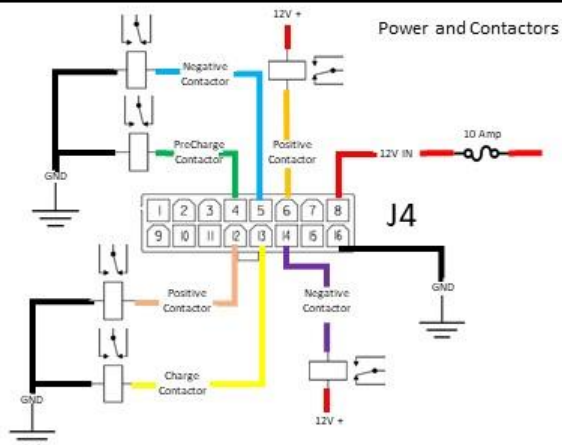 12V +
Power and Contactors
Negative
Contactor
PreCharge
Contactor
Positive
Contactor
12V IN
10 Amp
GND
1 2 3 4 5 6 7 8
9 10 11 12 13 14 15 16
J4
Positive
Contactor
Negative
Contactor
GND
Charge
Contactor
GND
12V +